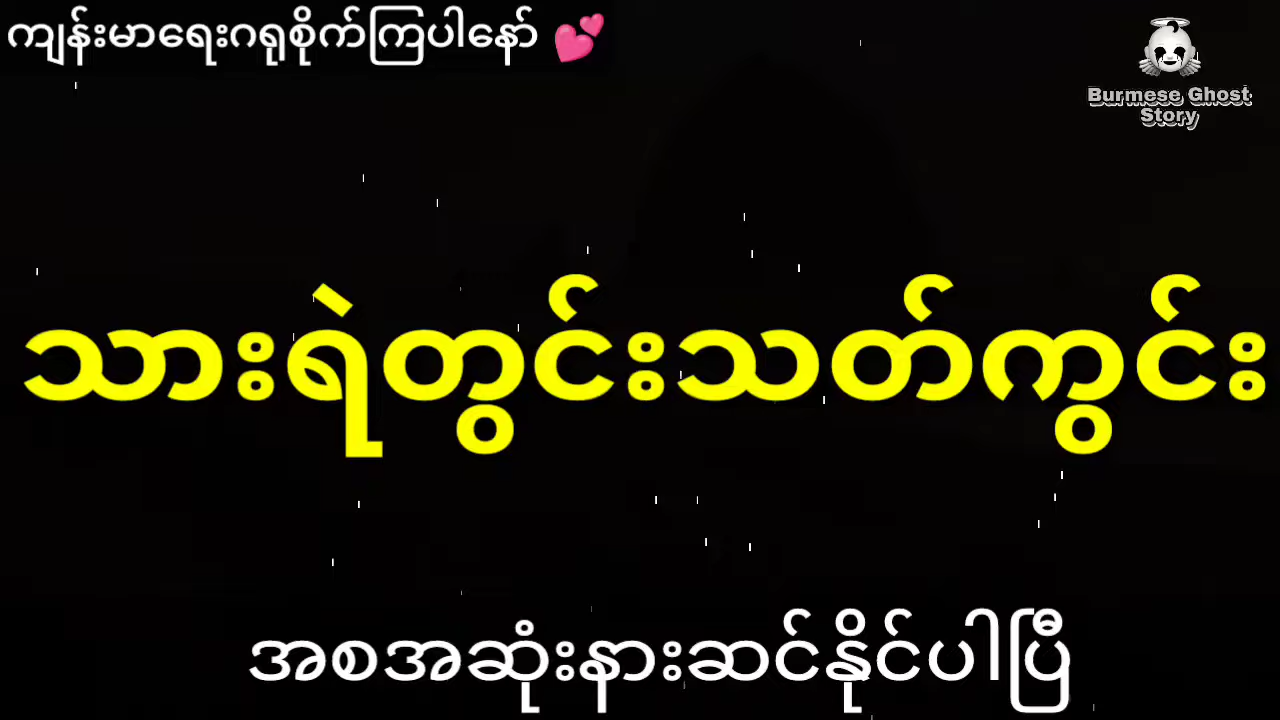 ကျန်းမာရေးဂရုစိုက်ကြပါနော် 💕
Burmese Ghost
Story
သားရဲတွင်းသတ်ကွင်း
အစအဆုံးနားဆင်နိုင်ပါပြီ